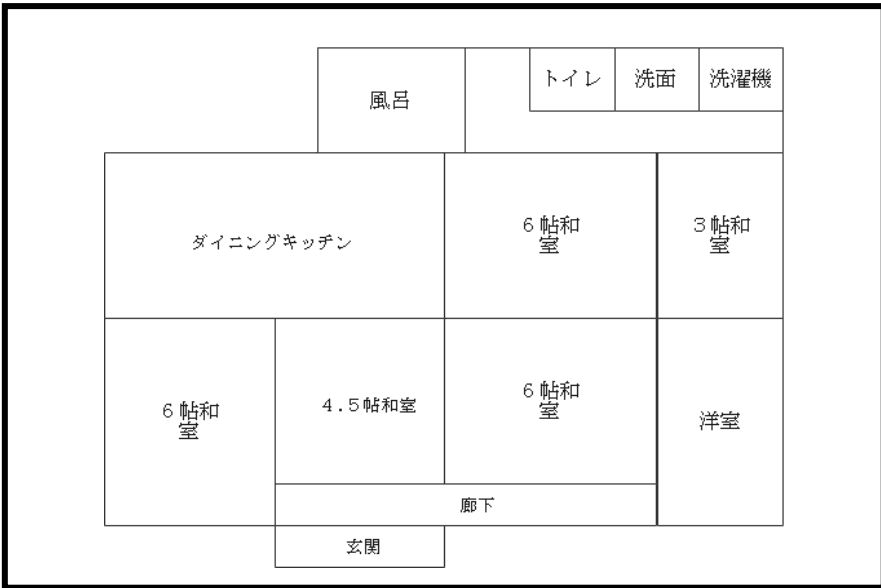 トイレ
洗面
洗濯機
風呂
6帖和
室
3帖和
室
ダイニングキッチン
6帖和
室
4.5帖和室
6帖和
室
洋室
廊下
玄関